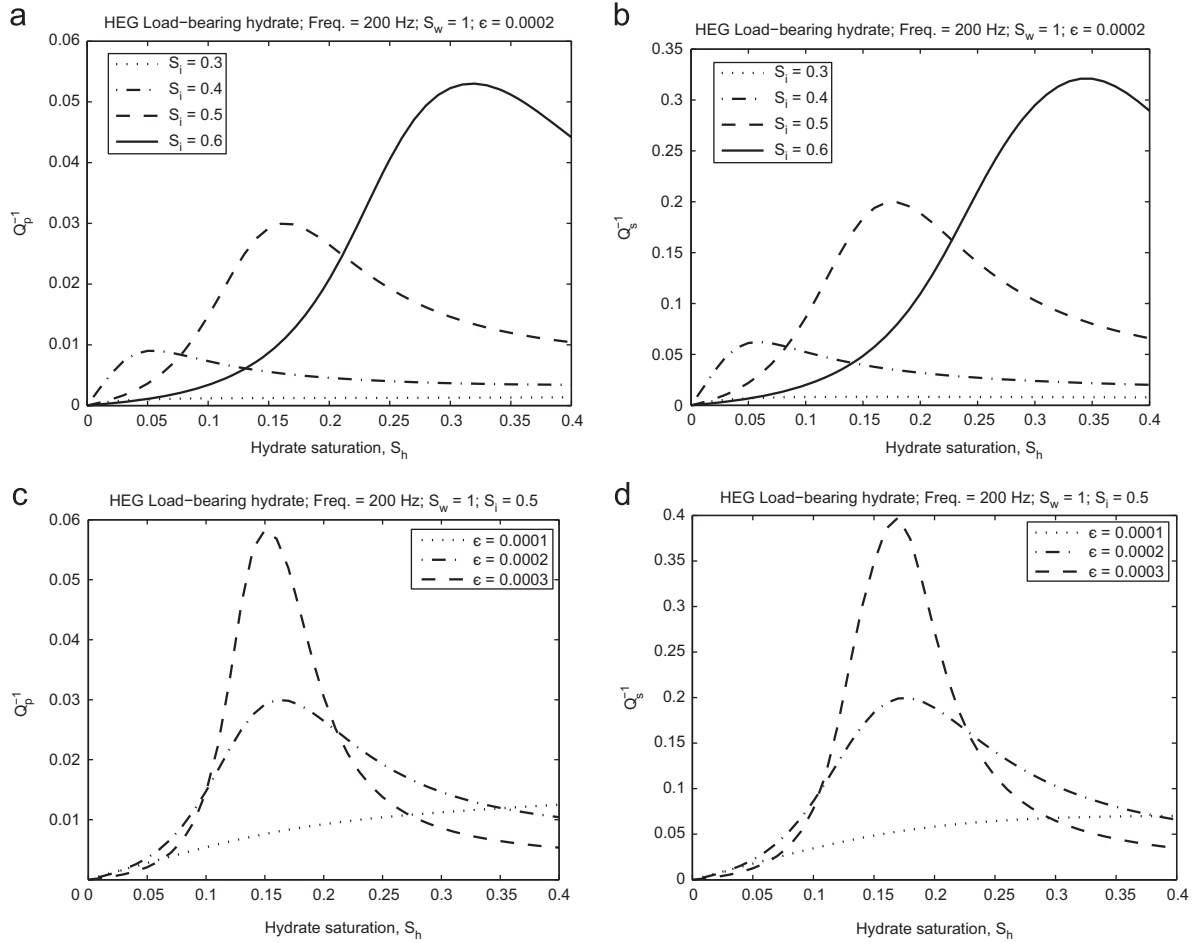 a
HEG Load−bearing hydrate; Freq. = 200 Hz; S_w = 1; ϵ = 0.0002
0.06
0.05
0.04
0.03
0.02
0.01
0
Q_p^−1
S_i = 0.3
S_i = 0.4
S_i = 0.5
S_i = 0.6
0 0.05 0.1 0.15 0.2 0.25 0.3 0.35 0.4
Hydrate saturation, S_h
b
HEG Load−bearing hydrate; Freq. = 200 Hz; S_w = 1; ϵ = 0.0002
0.35
0.3
0.25
0.2
0.15
0.1
0.05
0
Q_s^−1
S_i = 0.3
S_i = 0.4
S_i = 0.5
S_i = 0.6
0 0.05 0.1 0.15 0.2 0.25 0.3 0.35 0.4
Hydrate saturation, S_h
c
HEG Load−bearing hydrate; Freq. = 200 Hz; S_w = 1; S_i = 0.5
0.06
0.05
0.04
0.03
0.02
0.01
0
Q_p^−1
ϵ = 0.0001
ϵ = 0.0002
ϵ = 0.0003
0 0.05 0.1 0.15 0.2 0.25 0.3 0.35 0.4
Hydrate saturation, S_h
d
HEG Load−bearing hydrate; Freq. = 200 Hz; S_w = 1; S_i = 0.5
0.4
0.35
0.3
0.25
0.2
0.15
0.1
0.05
0
Q_s^−1
ϵ = 0.0001
ϵ = 0.0002
ϵ = 0.0003
0 0.05 0.1 0.15 0.2 0.25 0.3 0.35 0.4
Hydrate saturation, S_h